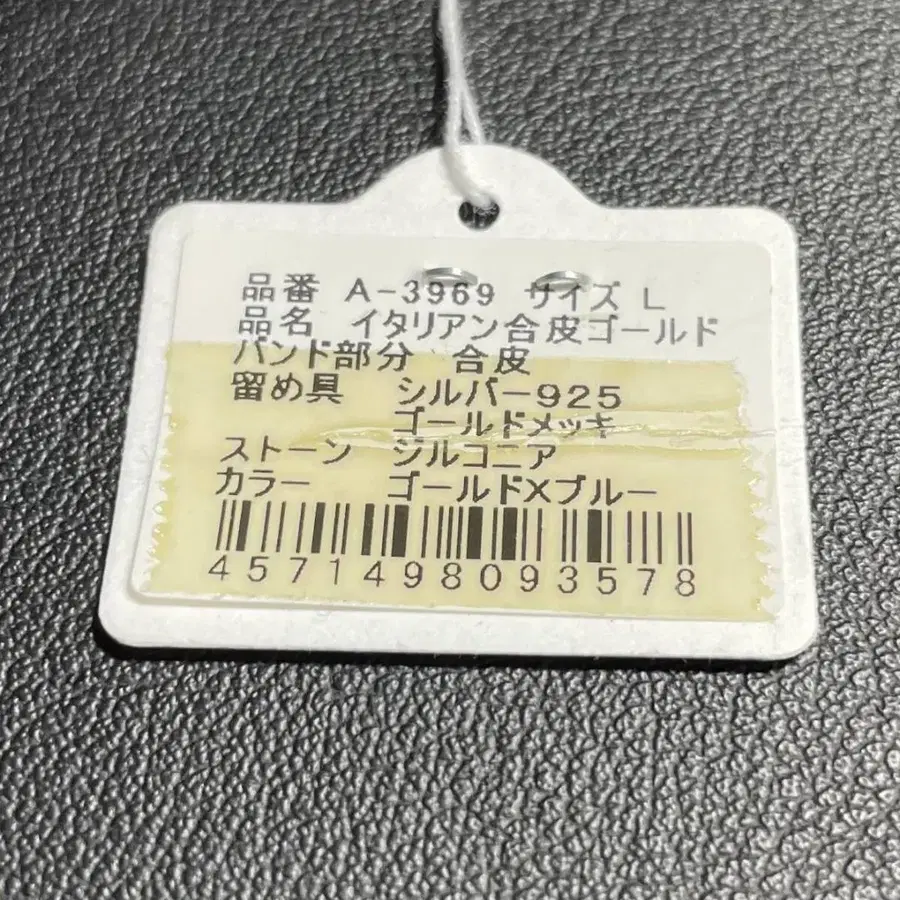 品番 A-3969 サイズ L
品名 イタリアン合皮ゴールド
バンド部分 合皮
留め具 シルバー925
ゴールドメッキ
ストーン ジルコニア
カラー ゴールドXブルー
4571498093578